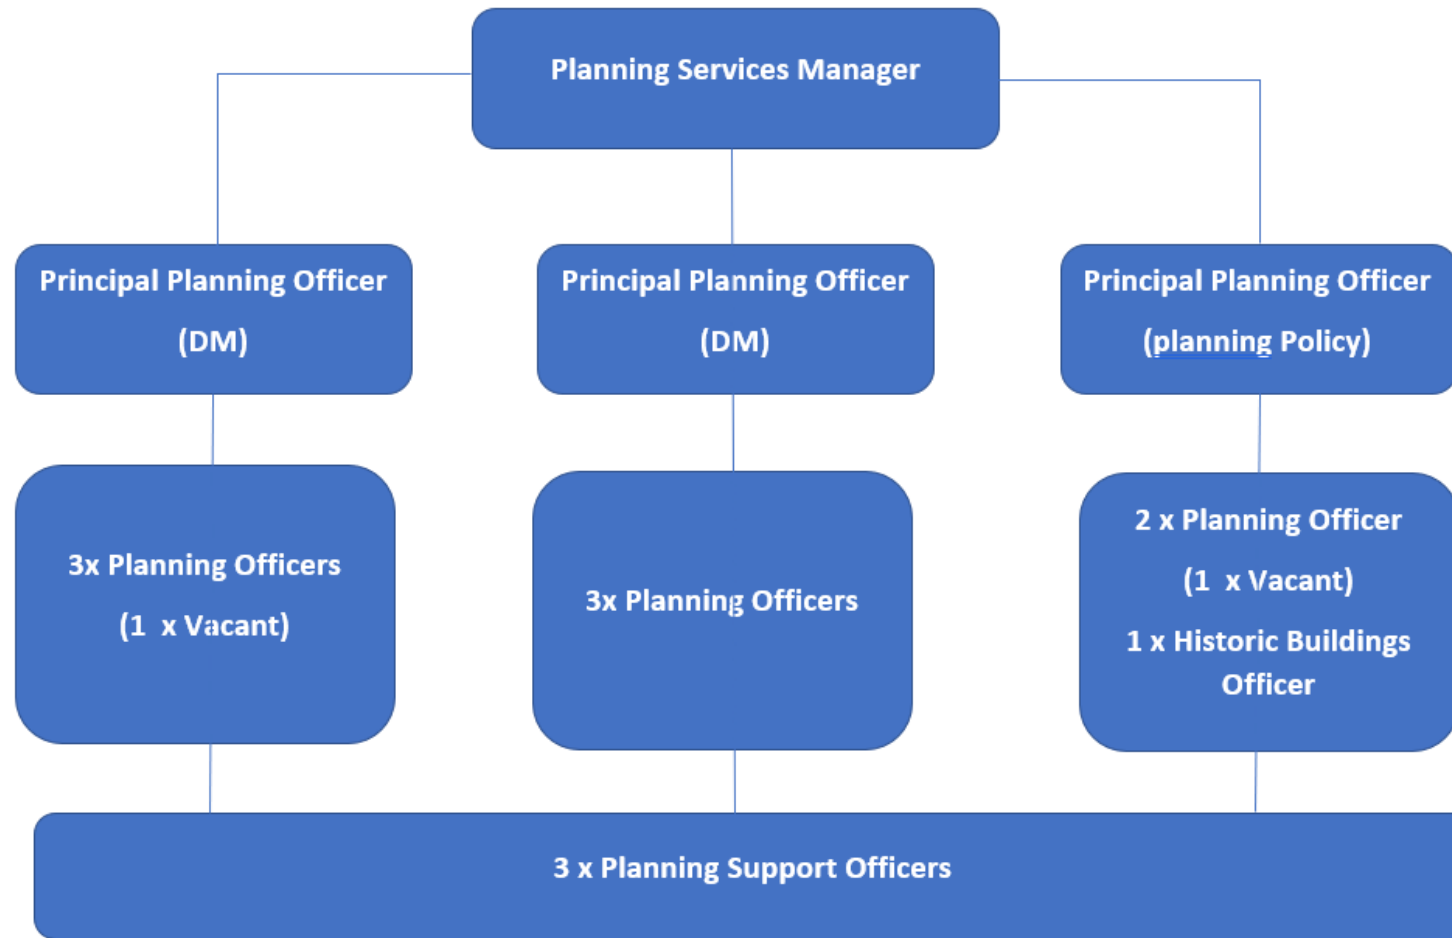 Planning Services Manager
Principal Planning Officer
(DM)
Principal Planning Officer
(DM)
Principal Planning Officer
(planning Policy)
3x Planning Officers
(1  x Vacant)
3x Planning Officers
2 x Planning Officer
(1  x Vacant)
1 x Historic Buildings
Officer
3 x Planning Support Officers